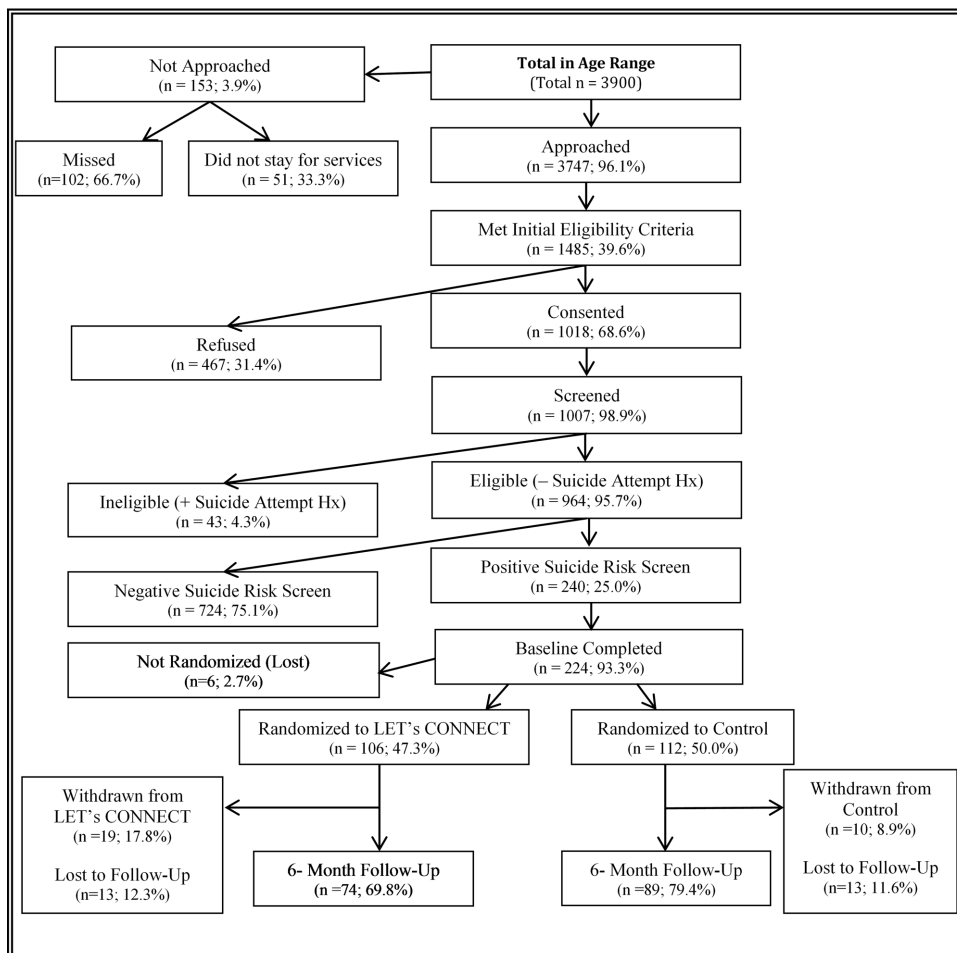 Total in Age Range
(Total n = 3900)
Not Approached
(n = 153; 3.9%)
Missed
(n=102; 66.7%)
Did not stay for services
(n = 51; 33.3%)
Approached
(n = 3747; 96.1%)
Met Initial Eligibility Criteria
(n = 1485; 39.6%)
Consented
(n = 1018; 68.6%)
Refused
(n = 467; 31.4%)
Screened
(n = 1007; 98.9%)
Eligible (– Suicide Attempt Hx)
(n = 964; 95.7%)
Ineligible (+ Suicide Attempt Hx)
(n = 43; 4.3%)
Positive Suicide Risk Screen
(n = 240; 25.0%)
Negative Suicide Risk Screen
(n = 724; 75.1%)
Baseline Completed
(n = 224; 93.3%)
Not Randomized (Lost)
(n=6; 2.7%)
Randomized to LET's CONNECT
(n = 106; 47.3%)
Randomized to Control
(n = 112; 50.0%)
Withdrawn from
LET's CONNECT
(n =19; 17.8%)
Lost to Follow-Up
(n=13; 12.3%)
6- Month Follow-Up
(n =74; 69.8%)
6- Month Follow-Up
(n =89; 79.4%)
Withdrawn from
Control
(n =10; 8.9%)
Lost to Follow-Up
(n=13; 11.6%)